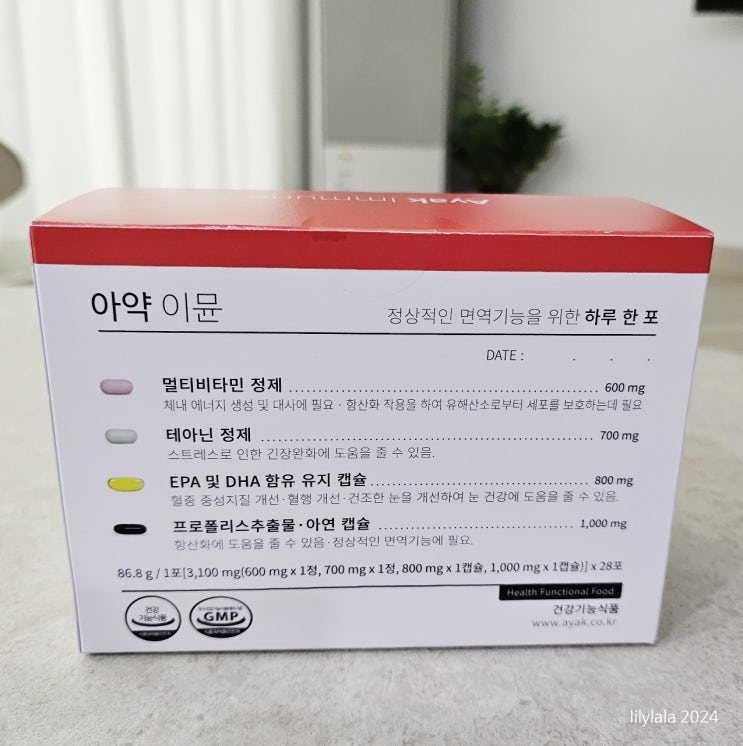 Ayak Immune
아약 이뮨
정상적인 면역기능을 위한 하루 한 포
DATE : . . .
멀티비타민 정제 600 mg
체내 에너지 생성 및 대사에 필요 · 항산화 작용을 하여 유해산소로부터 세포를 보호하는데 필요
테아닌 정제 700 mg
스트레스로 인한 긴장완화에 도움을 줄 수 있음.
EPA 및 DHA 함유 유지 캡슐 800 mg
혈중 중성지질 개선·혈행 개선·건조한 눈을 개선하여 눈 건강에 도움을 줄 수 있음.
프로폴리스추출물·아연 캡슐 1,000 mg
항산화에 도움을 줄 수 있음·정상적인 면역기능에 필요.
86.8 g / 1포[3,100 mg(600 mg x 1정, 700 mg x 1정, 800 mg x 1캡슐, 1,000 mg x 1캡슐)] x 28포
Health Functional Food
건강기능식품
www.ayak.co.kr
건강
기능식품
GMP
lilylala 2024